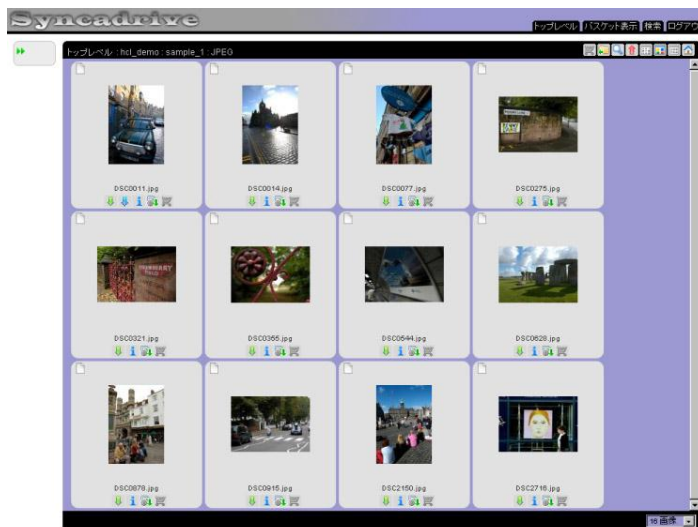 Syncadrive
トップレベル バスケット表示 検索 ログアウ
トップレベル : hcl_demo : sample_1 : JPEG
DSC0011.jpg DSC0014.jpg DSC0077.jpg DSC0275.jpg
DSC0321.jpg DSC0365.jpg DSC0544.jpg DSC0628.jpg
DSC0878.jpg DSC0915.jpg DSC2150.jpg DSC2716.jpg
16 画像